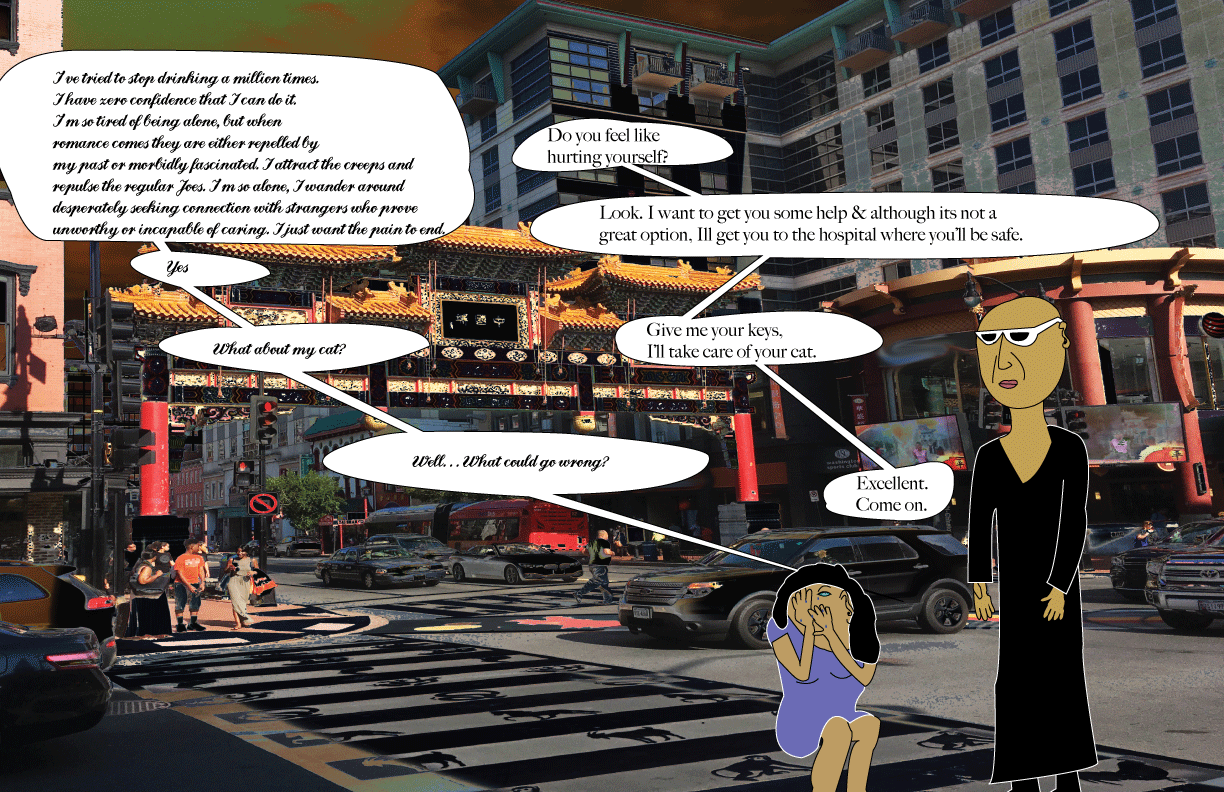 I ve tried to stop drinking a million times.
I have zero confidence that I can do it.
I m so tired of being alone, but when
romance comes they are either repelled by
my past or morbidly fascinated. I attract the creeps and
repulse the regular Joes. I m so alone, I wander around
desperately seeking connection with strangers who prove
unworthy or incapable of caring. I just want the pain to end.
Do you feel like
hurting yourself?
Yes
Look. I want to get you some help & although its not a
great option, Ill get you to the hospital where you’ll be safe.
What about my cat?
Give me your keys,
I’ll take care of your cat.
Well. . .What could go wrong?
Excellent.
Come on.